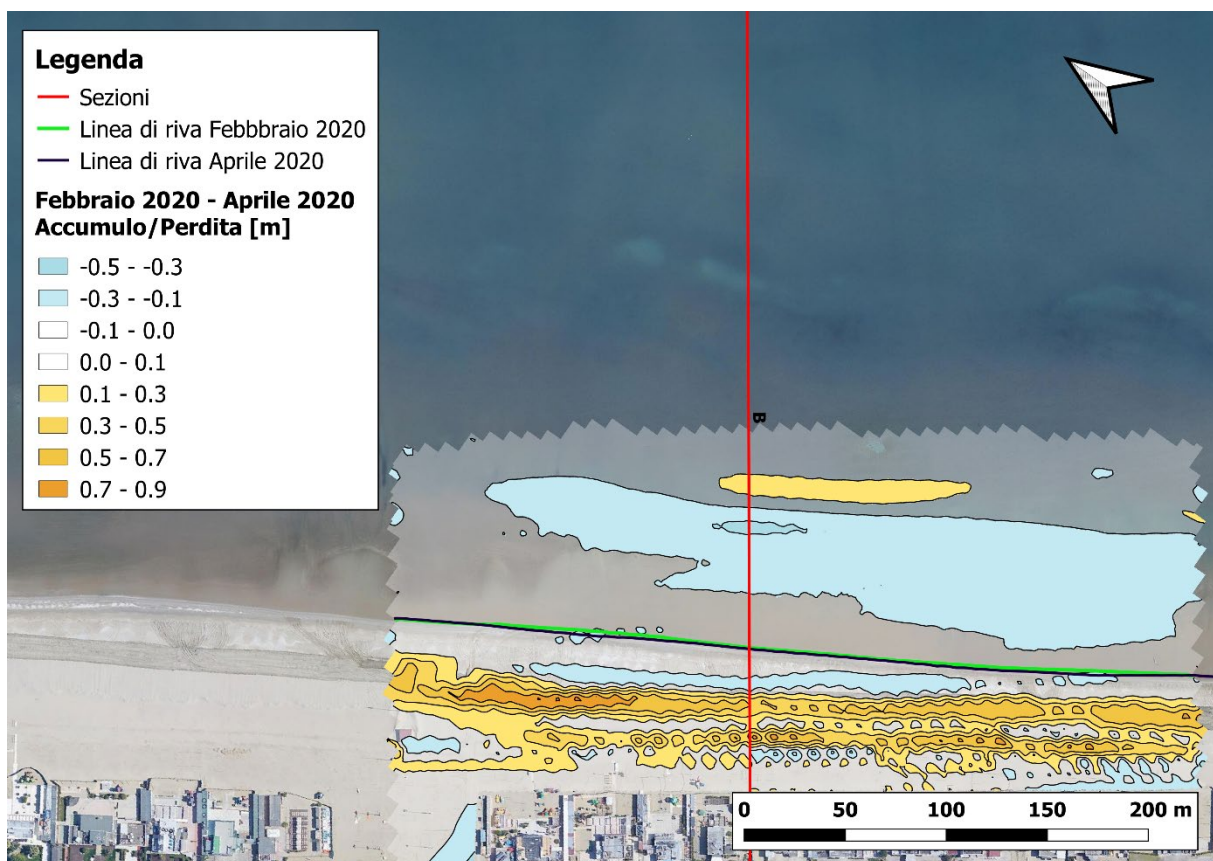 Legenda
Sezioni
Linea di riva Febbbraio 2020
Linea di riva Aprile 2020
Febbraio 2020 - Aprile 2020
Accumulo/Perdita [m]
-0.5 - -0.3
-0.3 - -0.1
-0.1 - 0.0
0.0 - 0.1
0.1 - 0.3
0.3 - 0.5
0.5 - 0.7
0.7 - 0.9
B
0 50 100 150 200 m